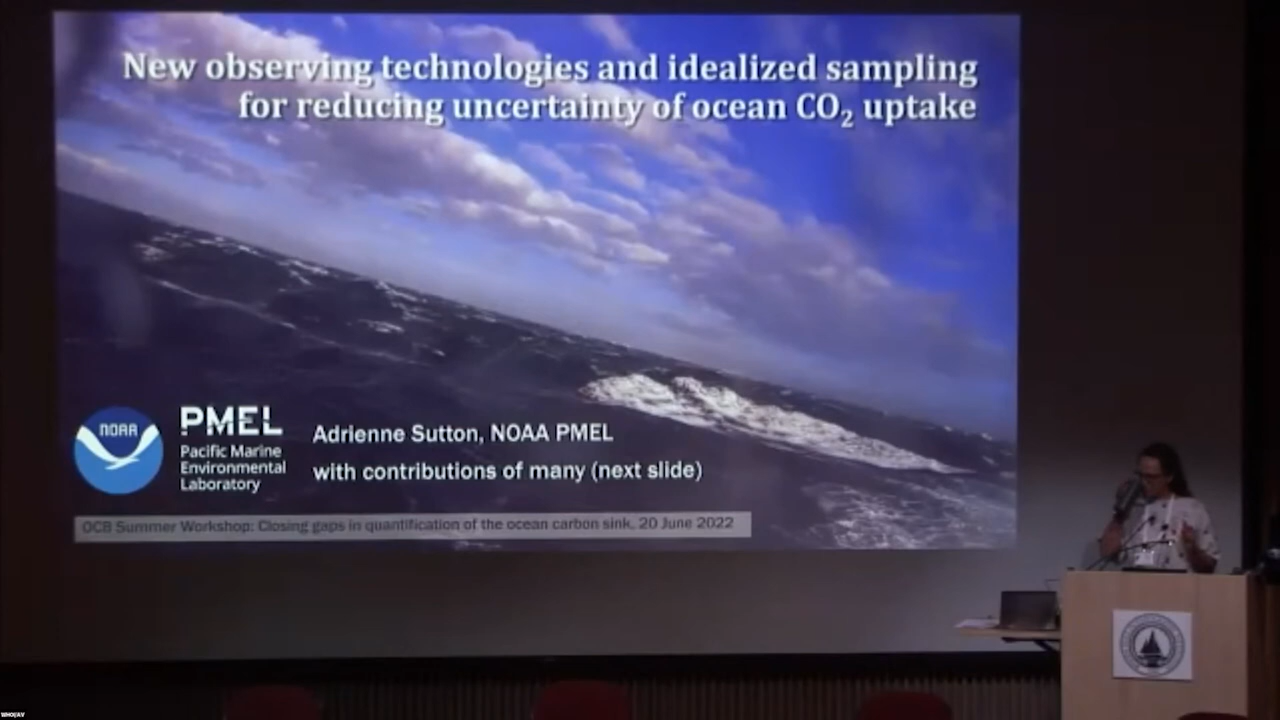 New observing technologies and idealized sampling
for reducing uncertainty of ocean CO₂ uptake
NOAA
PMEL
Pacific Marine
Environmental
Laboratory
Adrienne Sutton, NOAA PMEL
with contributions of many (next slide)
OCB Summer Workshop: Closing gaps in quantification of the ocean carbon sink, 20 June 2022
WHOI/AV